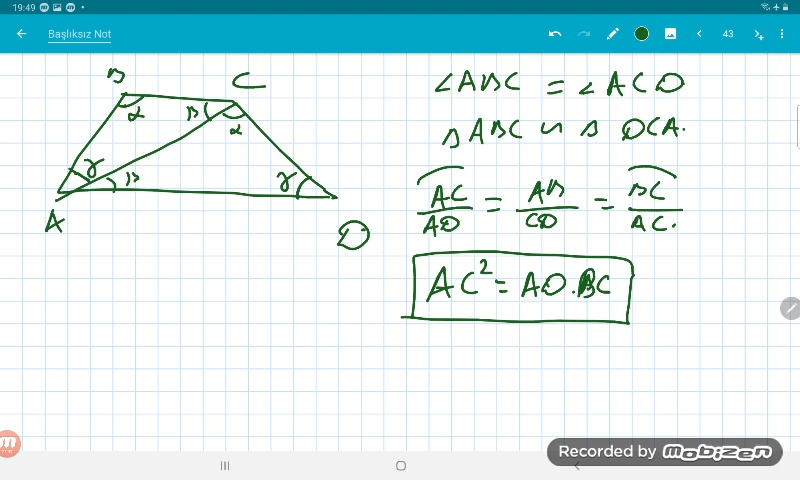 19:49
Başlıksız Not
43
B
C
α
β
α
γ
β
γ
A
D
∠ABC = ∠ACD
△ABC ∽ △DCA.
AC/AD = AB/CD = BC/AC.
AC² = AD.BC
Recorded by mobizen